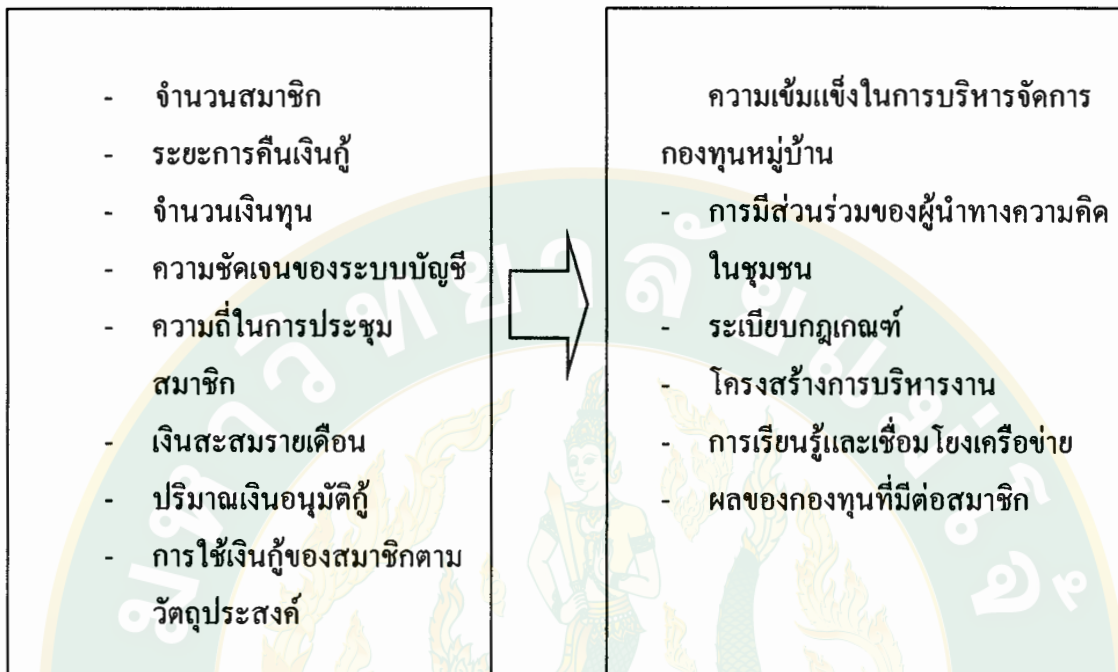 - จำนวนสมาชิก
- ระยะการคืนเงินกู้
- จำนวนเงินทุน
- ความชัดเจนของระบบบัญชี
- ความถี่ในการประชุม
สมาชิก
- เงินสะสมรายเดือน
- ปริมาณเงินอนุมัติกู้
- การใช้เงินกู้ของสมาชิกตาม
วัตถุประสงค์
ความเข้มแข็งในการบริหารจัดการ
กองทุนหมู่บ้าน
- การมีส่วนร่วมของผู้นำทางความคิด
ในชุมชน
- ระเบียบกฎเกณฑ์
- โครงสร้างการบริหารงาน
- การเรียนรู้และเชื่อมโยงเครือข่าย
- ผลของกองทุนที่มีต่อสมาชิก
มหาวิทยาลัยแม่โจ้